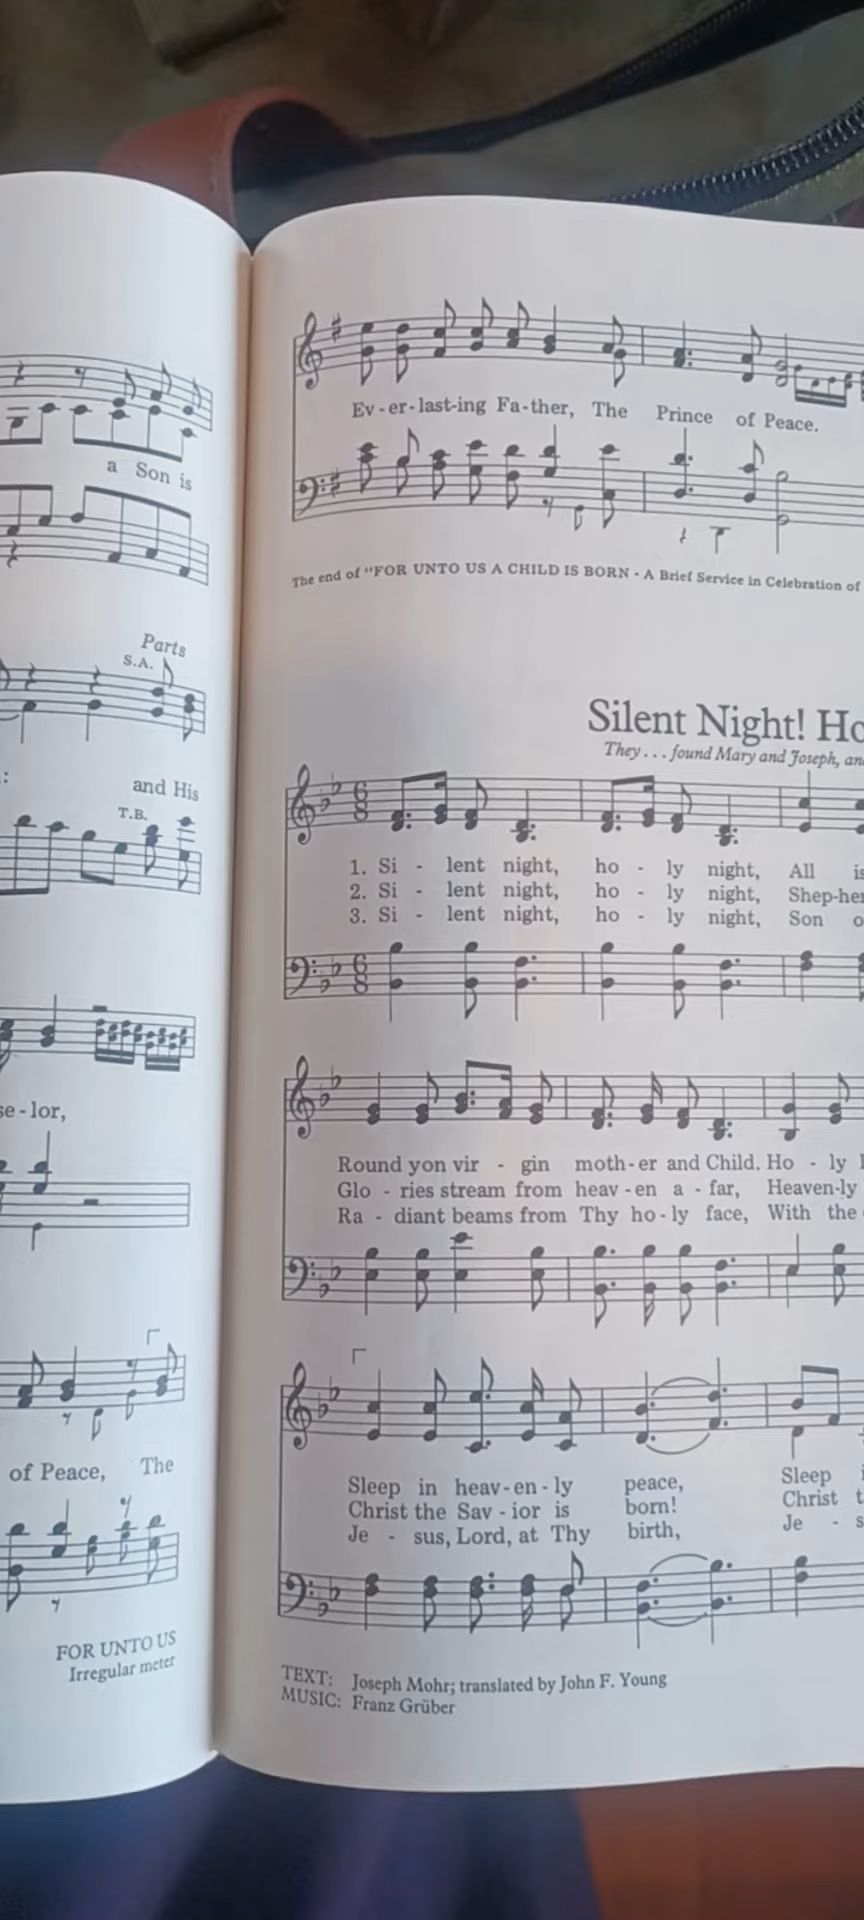 a Son is
Parts
S.A.
and His
T.B.
se - lor,
of Peace, The
FOR UNTO US
Irregular meter
Ev - er - last - ing Fa - ther, The Prince of Peace.
The end of "FOR UNTO US A CHILD IS BORN - A Brief Service in Celebration of
Silent Night! Ho
They . . . found Mary and Joseph, an
6
8
1. Si - lent night, ho - ly night, All is
2. Si - lent night, ho - ly night, Shep-her
3. Si - lent night, ho - ly night, Son o
6
8
Round yon vir - gin moth - er and Child. Ho - ly
Glo - ries stream from heav - en a - far, Heaven-ly
Ra - diant beams from Thy ho - ly face, With the
Sleep in heav - en - ly peace, Sleep i
Christ the Sav - ior is born! Christ t
Je - sus, Lord, at Thy birth, Je - s
TEXT: Joseph Mohr; translated by John F. Young
MUSIC: Franz Grüber